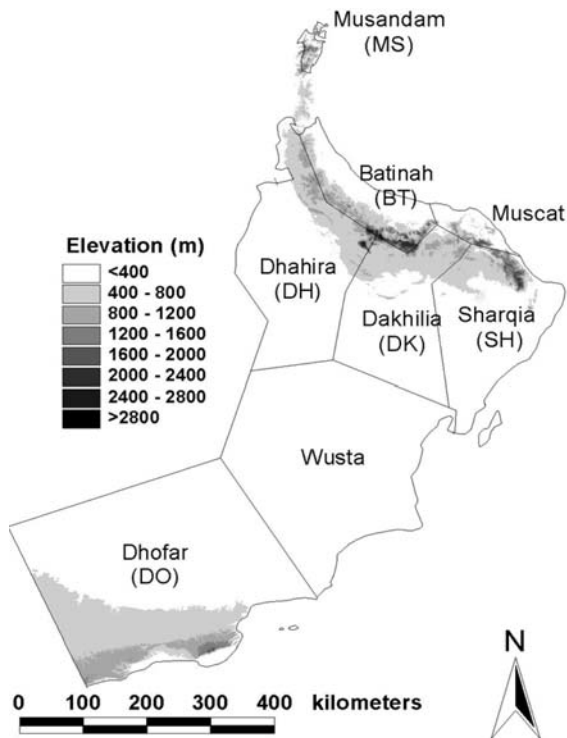 Musandam
(MS)
Batinah
(BT)
Muscat
Elevation (m)
<400
400 - 800
800 - 1200
1200 - 1600
1600 - 2000
2000 - 2400
2400 - 2800
>2800
Dhahira
(DH)
Dakhilia
(DK)
Sharqia
(SH)
Wusta
Dhofar
(DO)
N
0 100 200 300 400 kilometers